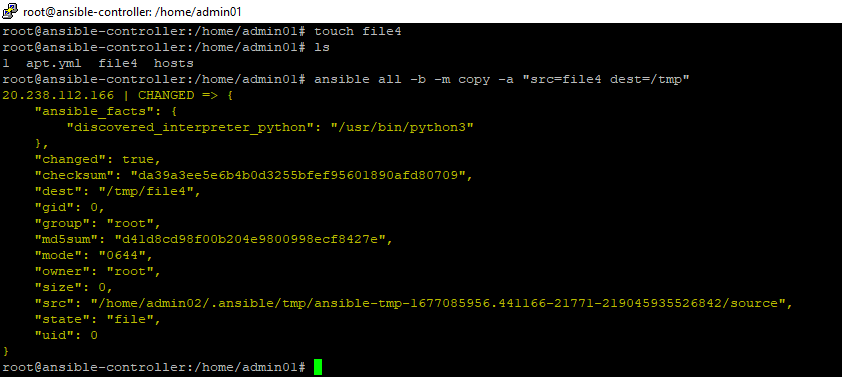 root@ansible-controller: /home/admin01
root@ansible-controller:/home/admin01# touch file4
root@ansible-controller:/home/admin01# ls
l  apt.yml  file4  hosts
root@ansible-controller:/home/admin01# ansible all -b -m copy -a "src=file4 dest=/tmp"
20.238.112.166 | CHANGED => {
    "ansible_facts": {
        "discovered_interpreter_python": "/usr/bin/python3"
    },
    "changed": true,
    "checksum": "da39a3ee5e6b4b0d3255bfef95601890afd80709",
    "dest": "/tmp/file4",
    "gid": 0,
    "group": "root",
    "md5sum": "d41d8cd98f00b204e9800998ecf8427e",
    "mode": "0644",
    "owner": "root",
    "size": 0,
    "src": "/home/admin02/.ansible/tmp/ansible-tmp-1677085956.441166-21771-219045935526842/source",
    "state": "file",
    "uid": 0
}
root@ansible-controller:/home/admin01#